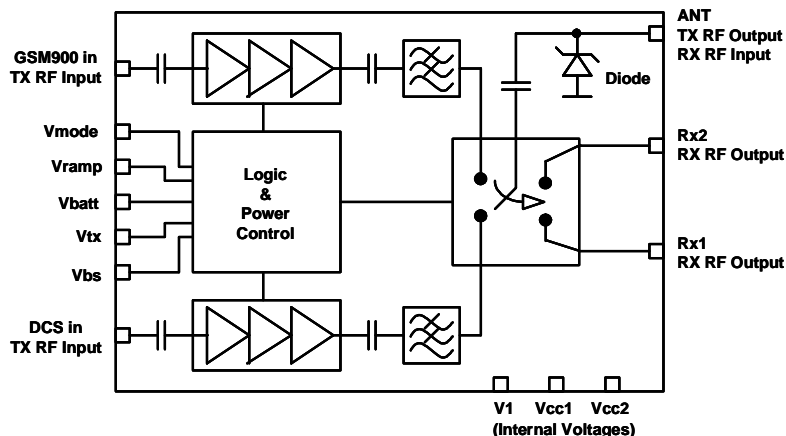 GSM900 in
TX RF Input
Vmode
Vramp
Vbatt
Vtx
Vbs
DCS in
TX RF Input
Logic
&
Power
Control
Diode
ANT
TX RF Output
RX RF Input
Rx2
RX RF Output
Rx1
RX RF Output
V1 Vcc1 Vcc2
(Internal Voltages)